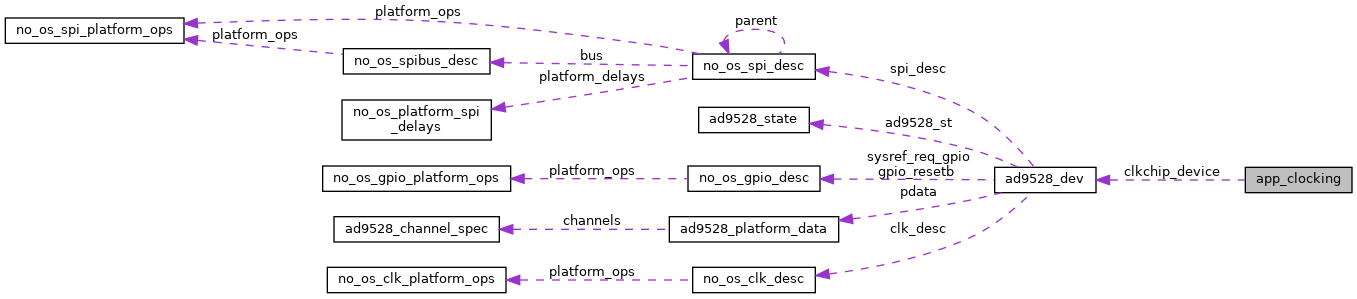 platform_ops
parent
no_os_spi_platform_ops
platform_ops
no_os_spibus_desc
bus
no_os_spi_desc
spi_desc
platform_delays
no_os_platform_spi
_delays
ad9528_state
ad9528_st
sysref_req_gpio
gpio_resetb
no_os_gpio_platform_ops
platform_ops
no_os_gpio_desc
ad9528_dev
clkchip_device
app_clocking
pdata
ad9528_channel_spec
channels
ad9528_platform_data
clk_desc
no_os_clk_platform_ops
platform_ops
no_os_clk_desc